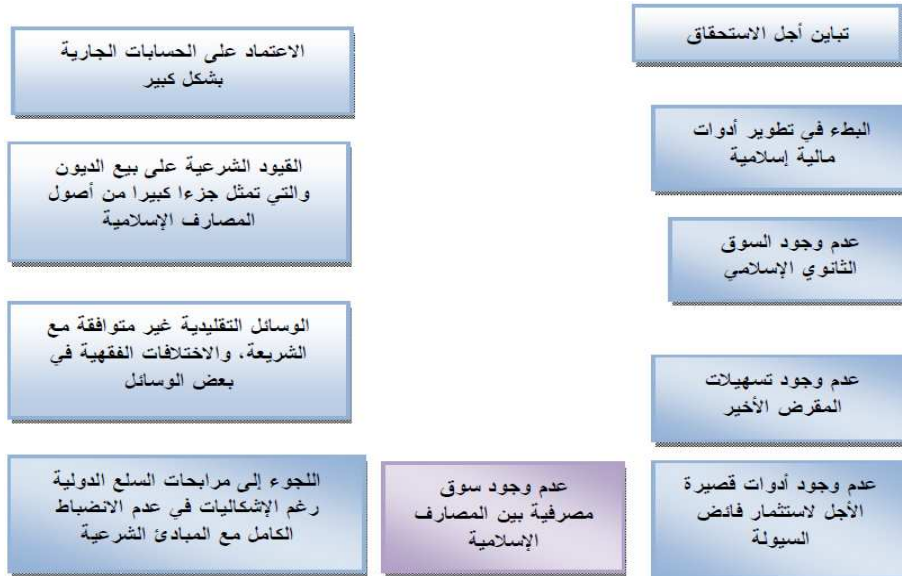 تباين أجل الاستحقاق
البطء في تطوير أدوات
مالية إسلامية
عدم وجود السوق
الثانوي الإسلامي
عدم وجود تسهيلات
المقرض الأخير
عدم وجود أدوات قصيرة
الأجل لاستثمار فائض
السيولة
عدم وجود سوق
مصرفية بين المصارف
الإسلامية
الاعتماد على الحسابات الجارية
بشكل كبير
القيود الشرعية على بيع الديون
والتي تمثل جزءا كبيرا من أصول
المصارف الإسلامية
الوسائل التقليدية غير متوافقة مع
الشريعة، والاختلافات الفقهية في
بعض الوسائل
اللجوء إلى مرابحات السلع الدولية
رغم الإشكاليات في عدم الانضباط
الكامل مع المبادئ الشرعية